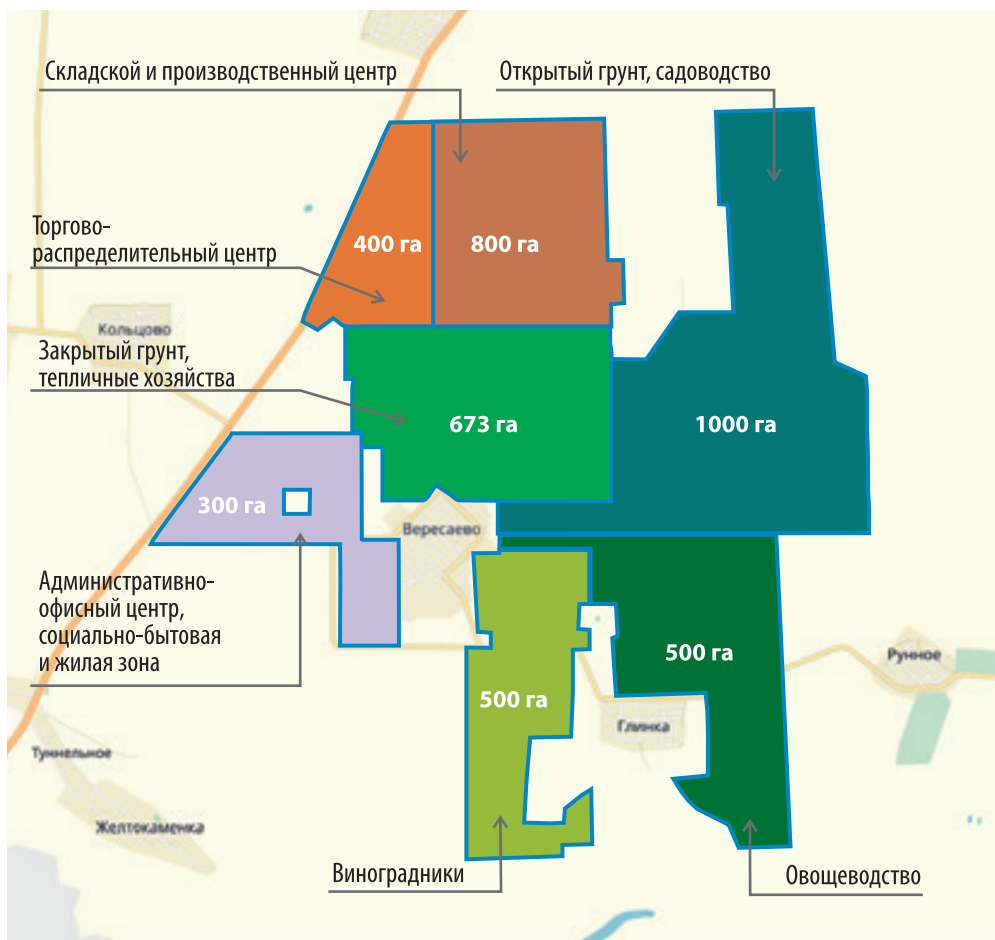 Складской и производственный центр
Открытый грунт, садоводство
Торгово-
распределительный центр
400 га
800 га
Кольцово
Закрытый грунт,
тепличные хозяйства
673 га
1000 га
300 га
Вересаево
Административно-
офисный центр,
социально-бытовая
и жилая зона
500 га
500 га
Рунное
Глинка
Туннельное
Желтокаменка
Виноградники
Овощеводство